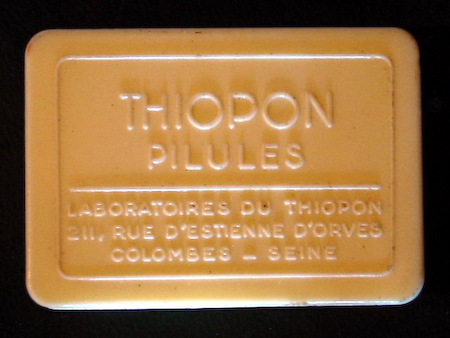 THIOPON
PILULES
LABORATOIRES DU THIOPON
211, RUE D'ESTIENNE D'ORVES
COLOMBES - SEINE